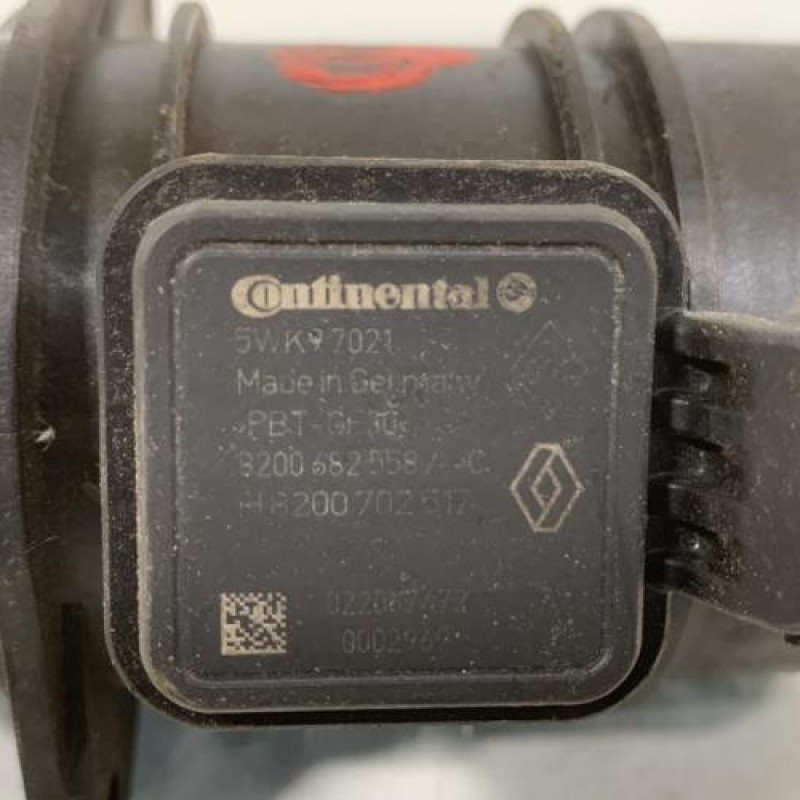 Continental
5WK97021
Made in Germany
>PBT-GF30<
8200 682 558 /
H8200 702 517